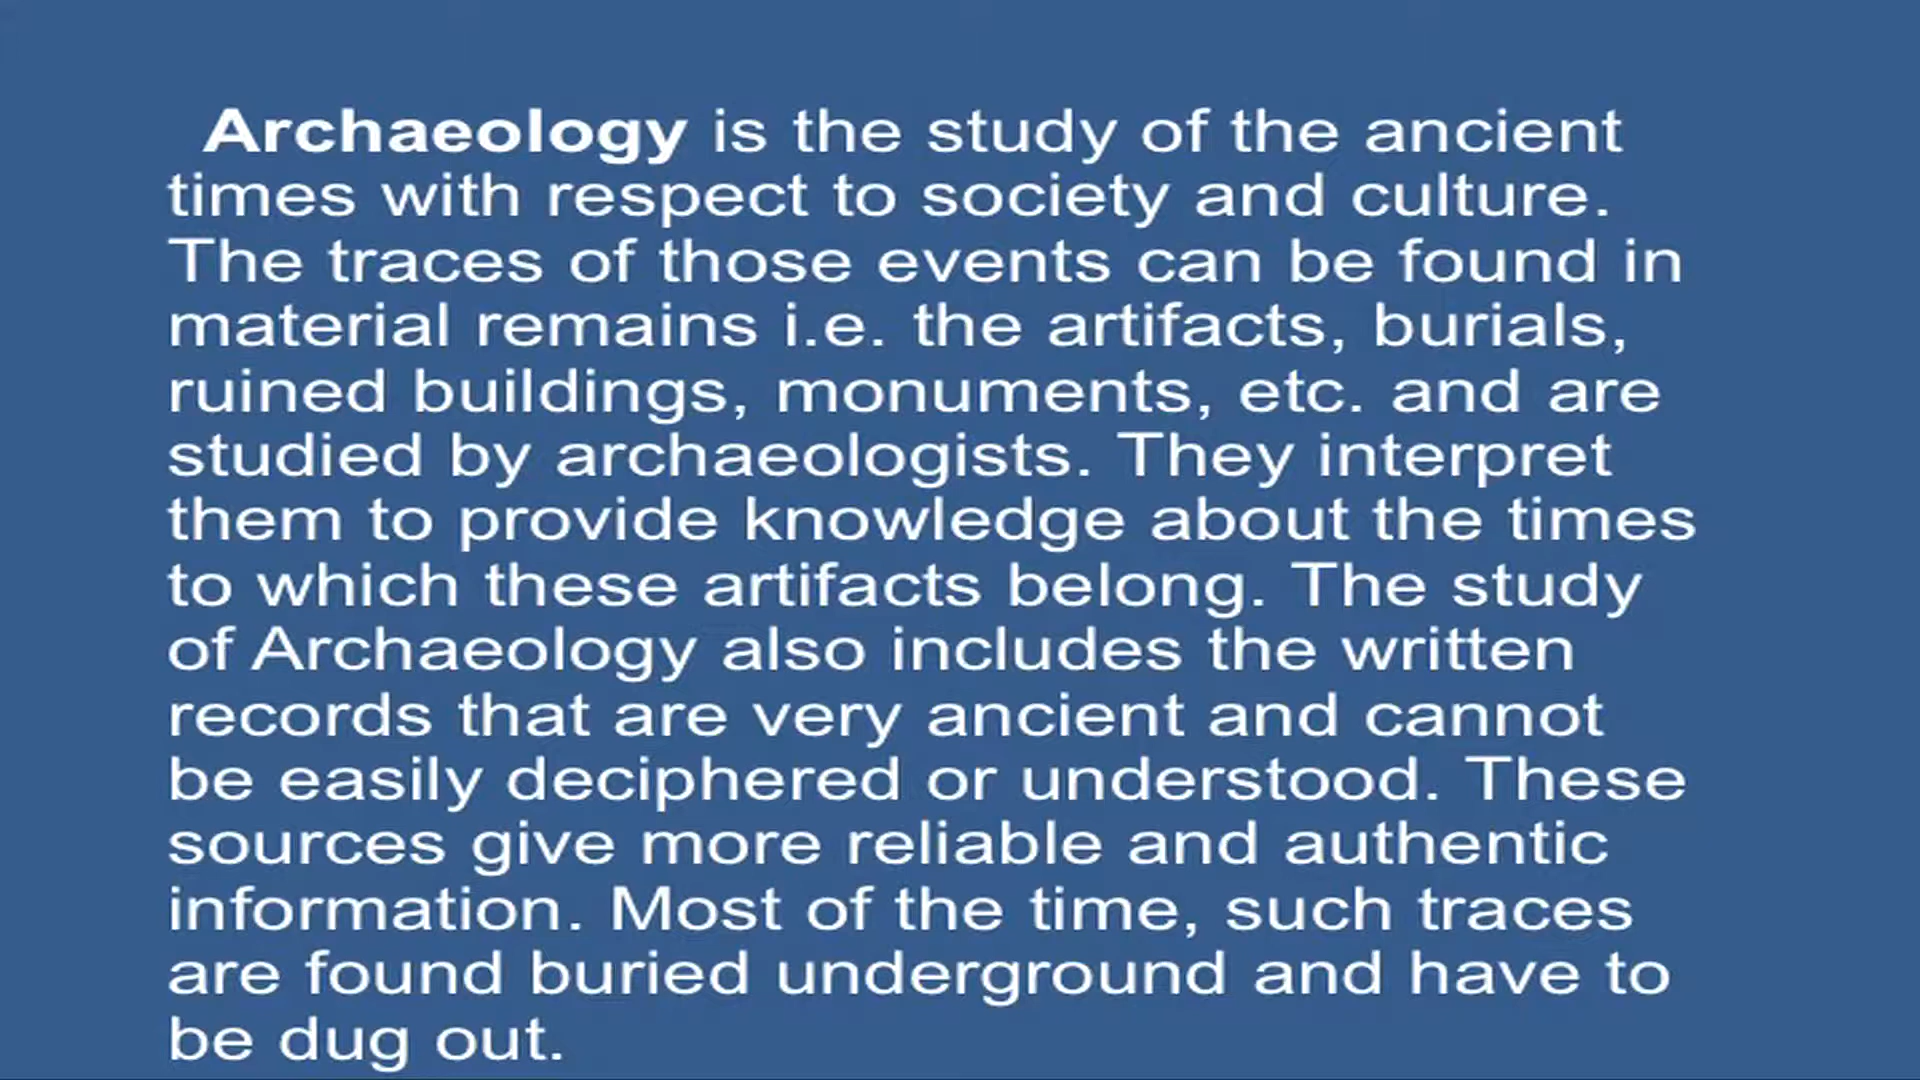 Archaeology is the study of the ancient
times with respect to society and culture.
The traces of those events can be found in
material remains i.e. the artifacts, burials,
ruined buildings, monuments, etc. and are
studied by archaeologists. They interpret
them to provide knowledge about the times
to which these artifacts belong. The study
of Archaeology also includes the written
records that are very ancient and cannot
be easily deciphered or understood. These
sources give more reliable and authentic
information. Most of the time, such traces
are found buried underground and have to
be dug out.